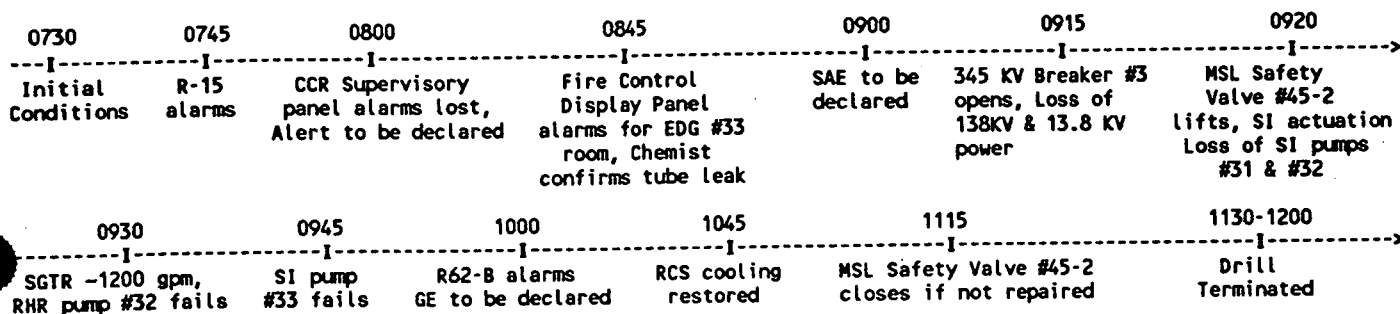 0730 0745 0800 0845 0900 0915 0920
---I---I---I---I---I---I---I--->
Initial R-15 CCR Supervisory Fire Control SAE to be 345 KV Breaker #3 MSL Safety
Conditions alarms panel alarms lost, Display Panel declared opens, Loss of Valve #45-2
Alert to be declared alarms for EDG #33 138KV & 13.8 KV lifts, SI actuation
room, Chemist power Loss of SI pumps
confirms tube leak #31 & #32
0930 0945 1000 1045 1115 1130-1200
---I---I---I---I---I---I--->
SGTR ~1200 gpm, SI pump R62-B alarms RCS cooling MSL Safety Valve #45-2 Drill
RHR pump #32 fails #33 fails GE to be declared restored closes if not repaired Terminated